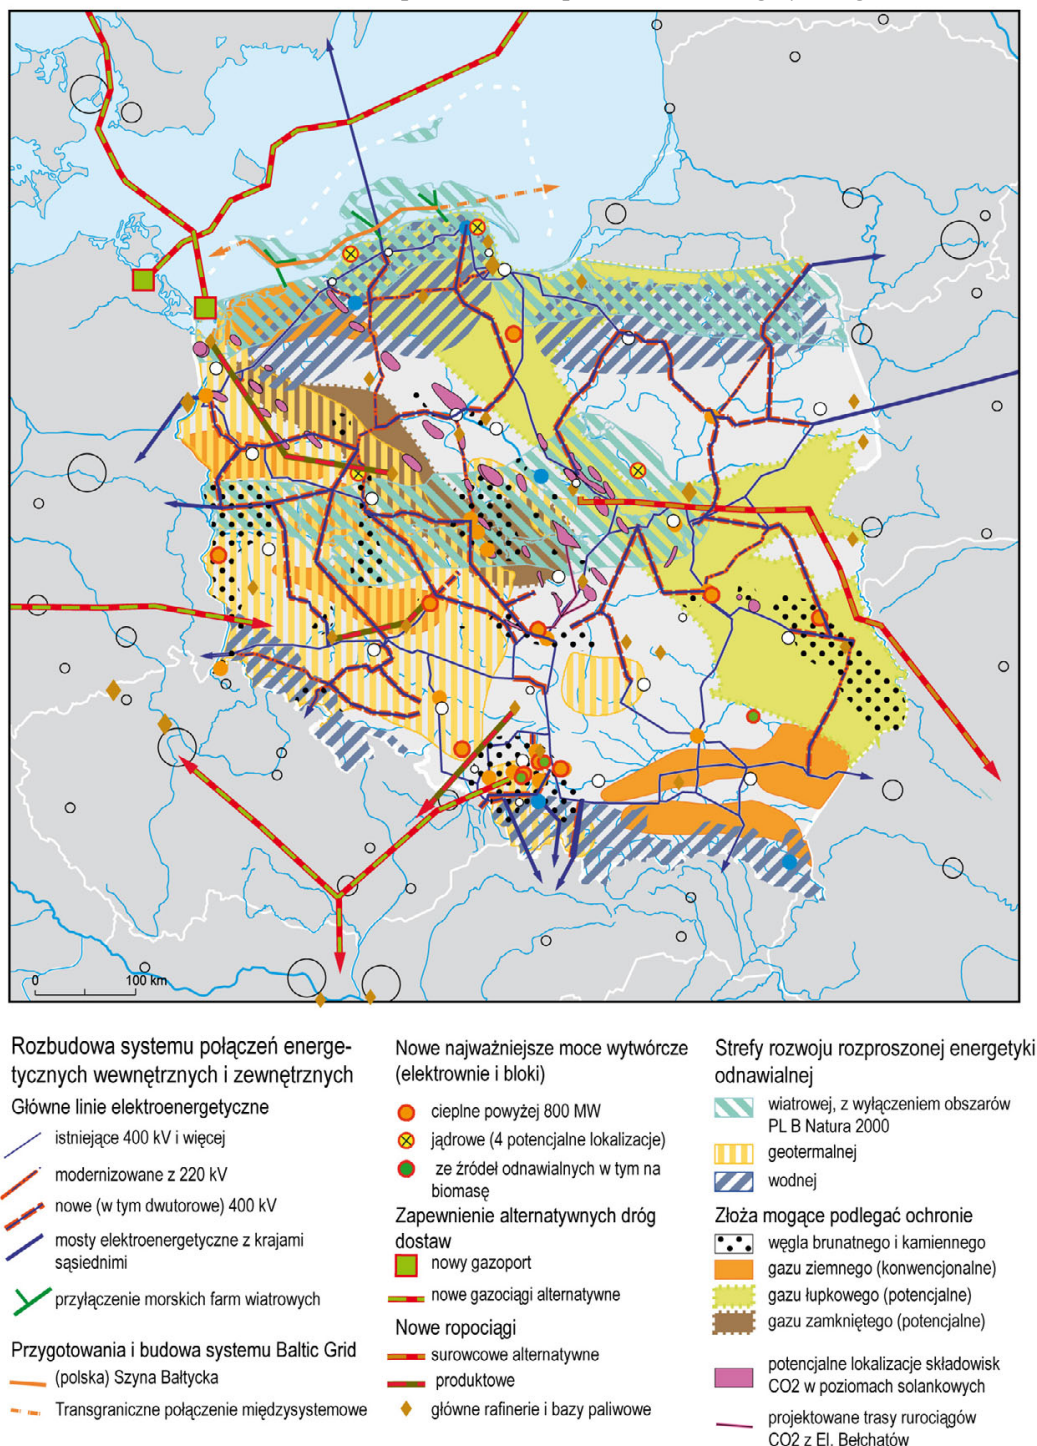 0 100 km
Rozbudowa systemu połączeń energe-
tycznych wewnętrznych i zewnętrznych
Główne linie elektroenergetyczne
istniejące 400 kV i więcej
modernizowane z 220 kV
nowe (w tym dwutorowe) 400 kV
mosty elektroenergetyczne z krajami
sąsiednimi
przyłączenie morskich farm wiatrowych
Przygotowania i budowa systemu Baltic Grid
(polska) Szyna Bałtycka
Transgraniczne połączenie międzysystemowe
Nowe najważniejsze moce wytwórcze
(elektrownie i bloki)
cieplne powyżej 800 MW
jądrowe (4 potencjalne lokalizacje)
ze źródeł odnawialnych w tym na
biomasę
Zapewnienie alternatywnych dróg
dostaw
nowy gazoport
nowe gazociągi alternatywne
Nowe ropociągi
surowcowe alternatywne
produktowe
główne rafinerie i bazy paliwowe
Strefy rozwoju rozproszonej energetyki
odnawialnej
wiatrowej, z wyłączeniem obszarów
PL B Natura 2000
geotermalnej
wodnej
Złoża mogące podlegać ochronie
węgla brunatnego i kamiennego
gazu ziemnego (konwencjonalne)
gazu łupkowego (potencjalne)
gazu zamkniętego (potencjalne)
potencjalne lokalizacje składowisk
CO2 w poziomach solankowych
projektowane trasy rurociągów
CO2 z El. Bełchatów